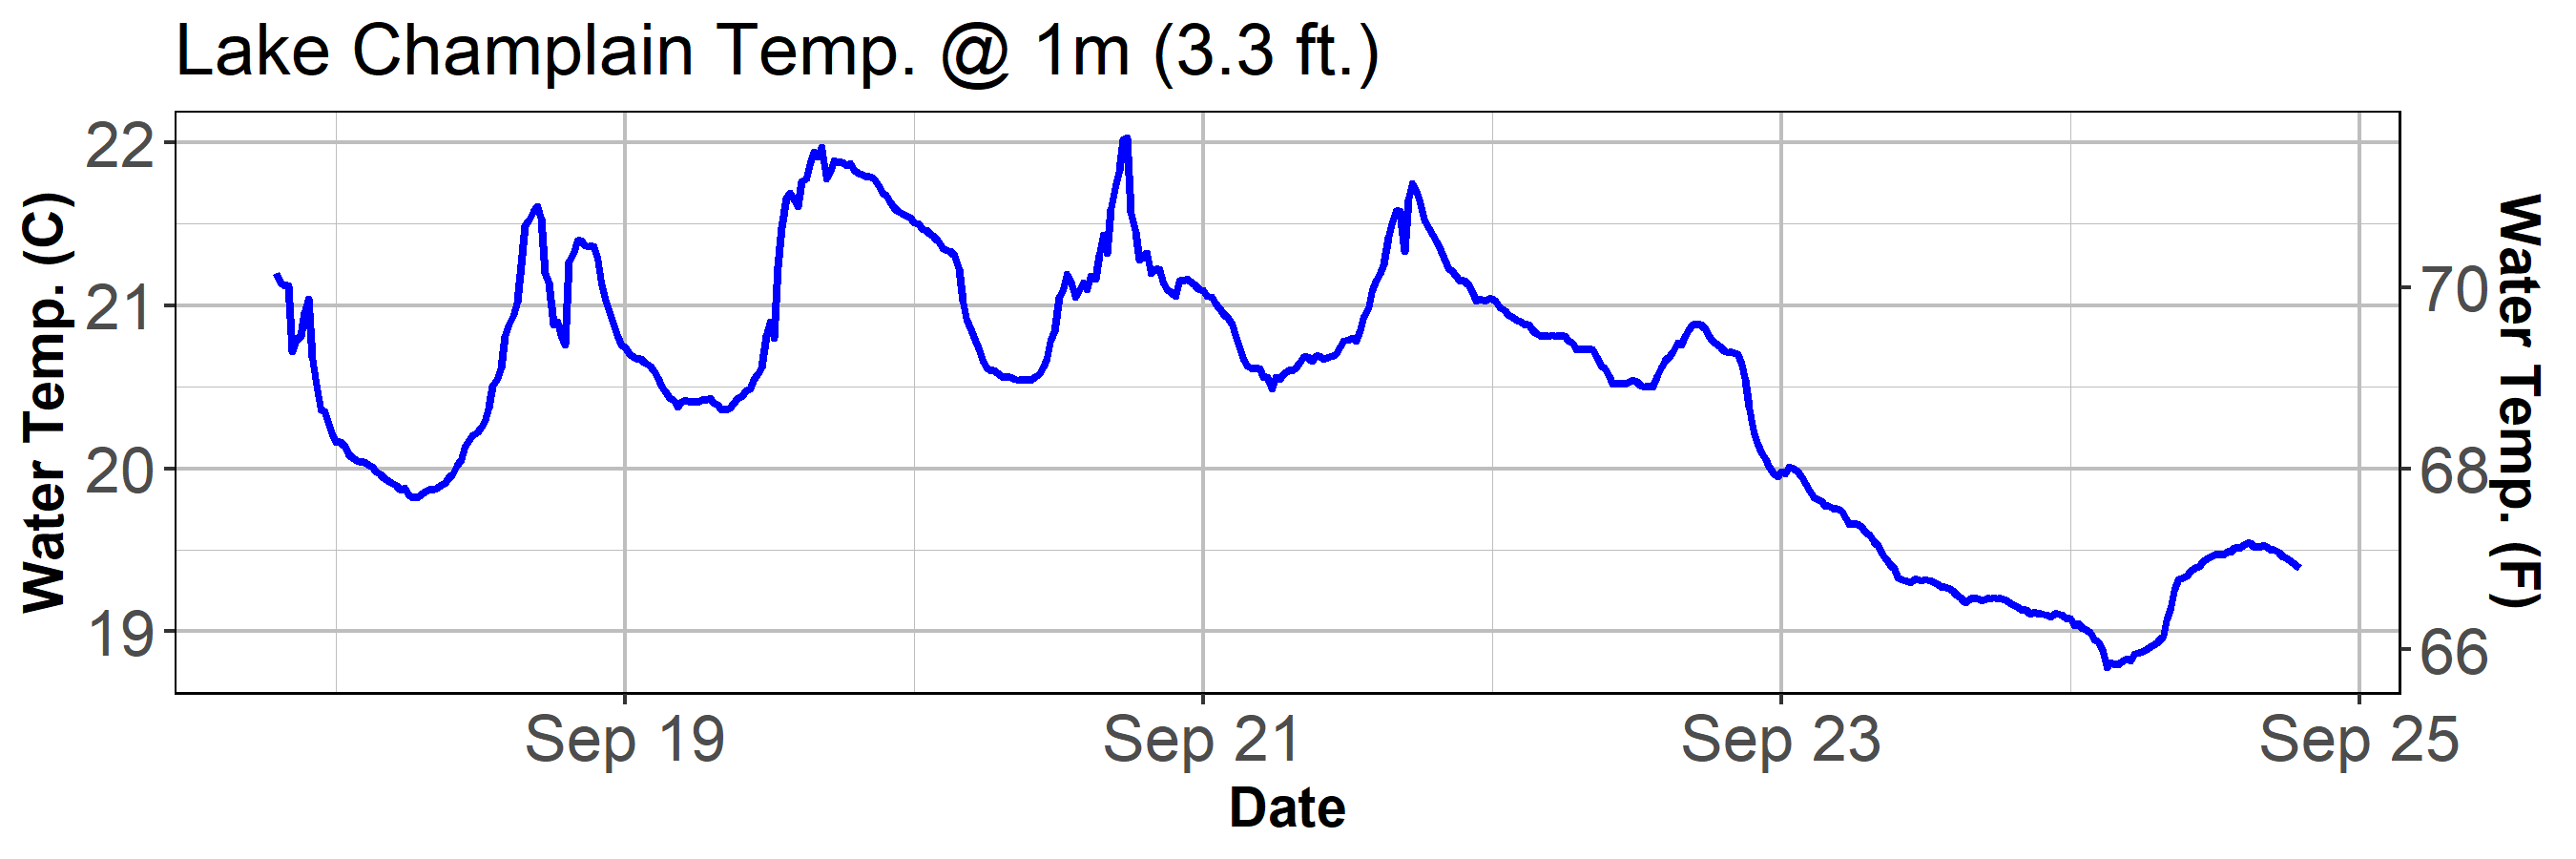 Lake Champlain Temp. @ 1m (3.3 ft.)
22
21
20
19
Water Temp. (C)
70
68
66
Water Temp. (F)
Sep 19 Sep 21 Sep 23 Sep 25
Date